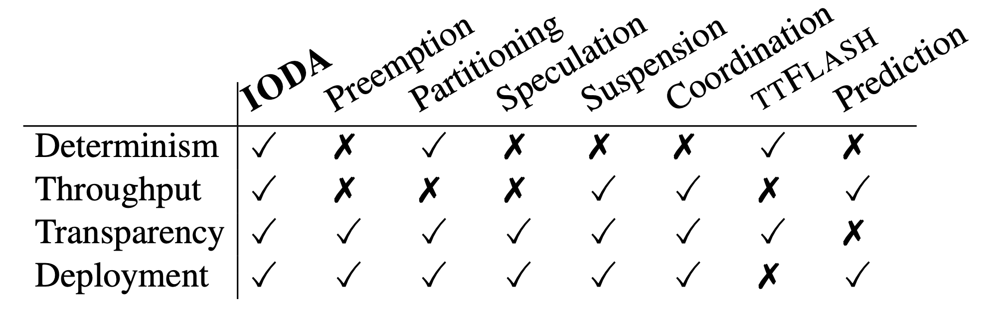 IODA Preemption Partitioning Speculation Suspension Coordination TTFLASH Prediction
Determinism ✓ ✗ ✓ ✗ ✗ ✗ ✓ ✗
Throughput ✓ ✗ ✗ ✗ ✓ ✓ ✗ ✓
Transparency ✓ ✓ ✓ ✓ ✓ ✓ ✓ ✗
Deployment ✓ ✓ ✓ ✓ ✓ ✓ ✗ ✓